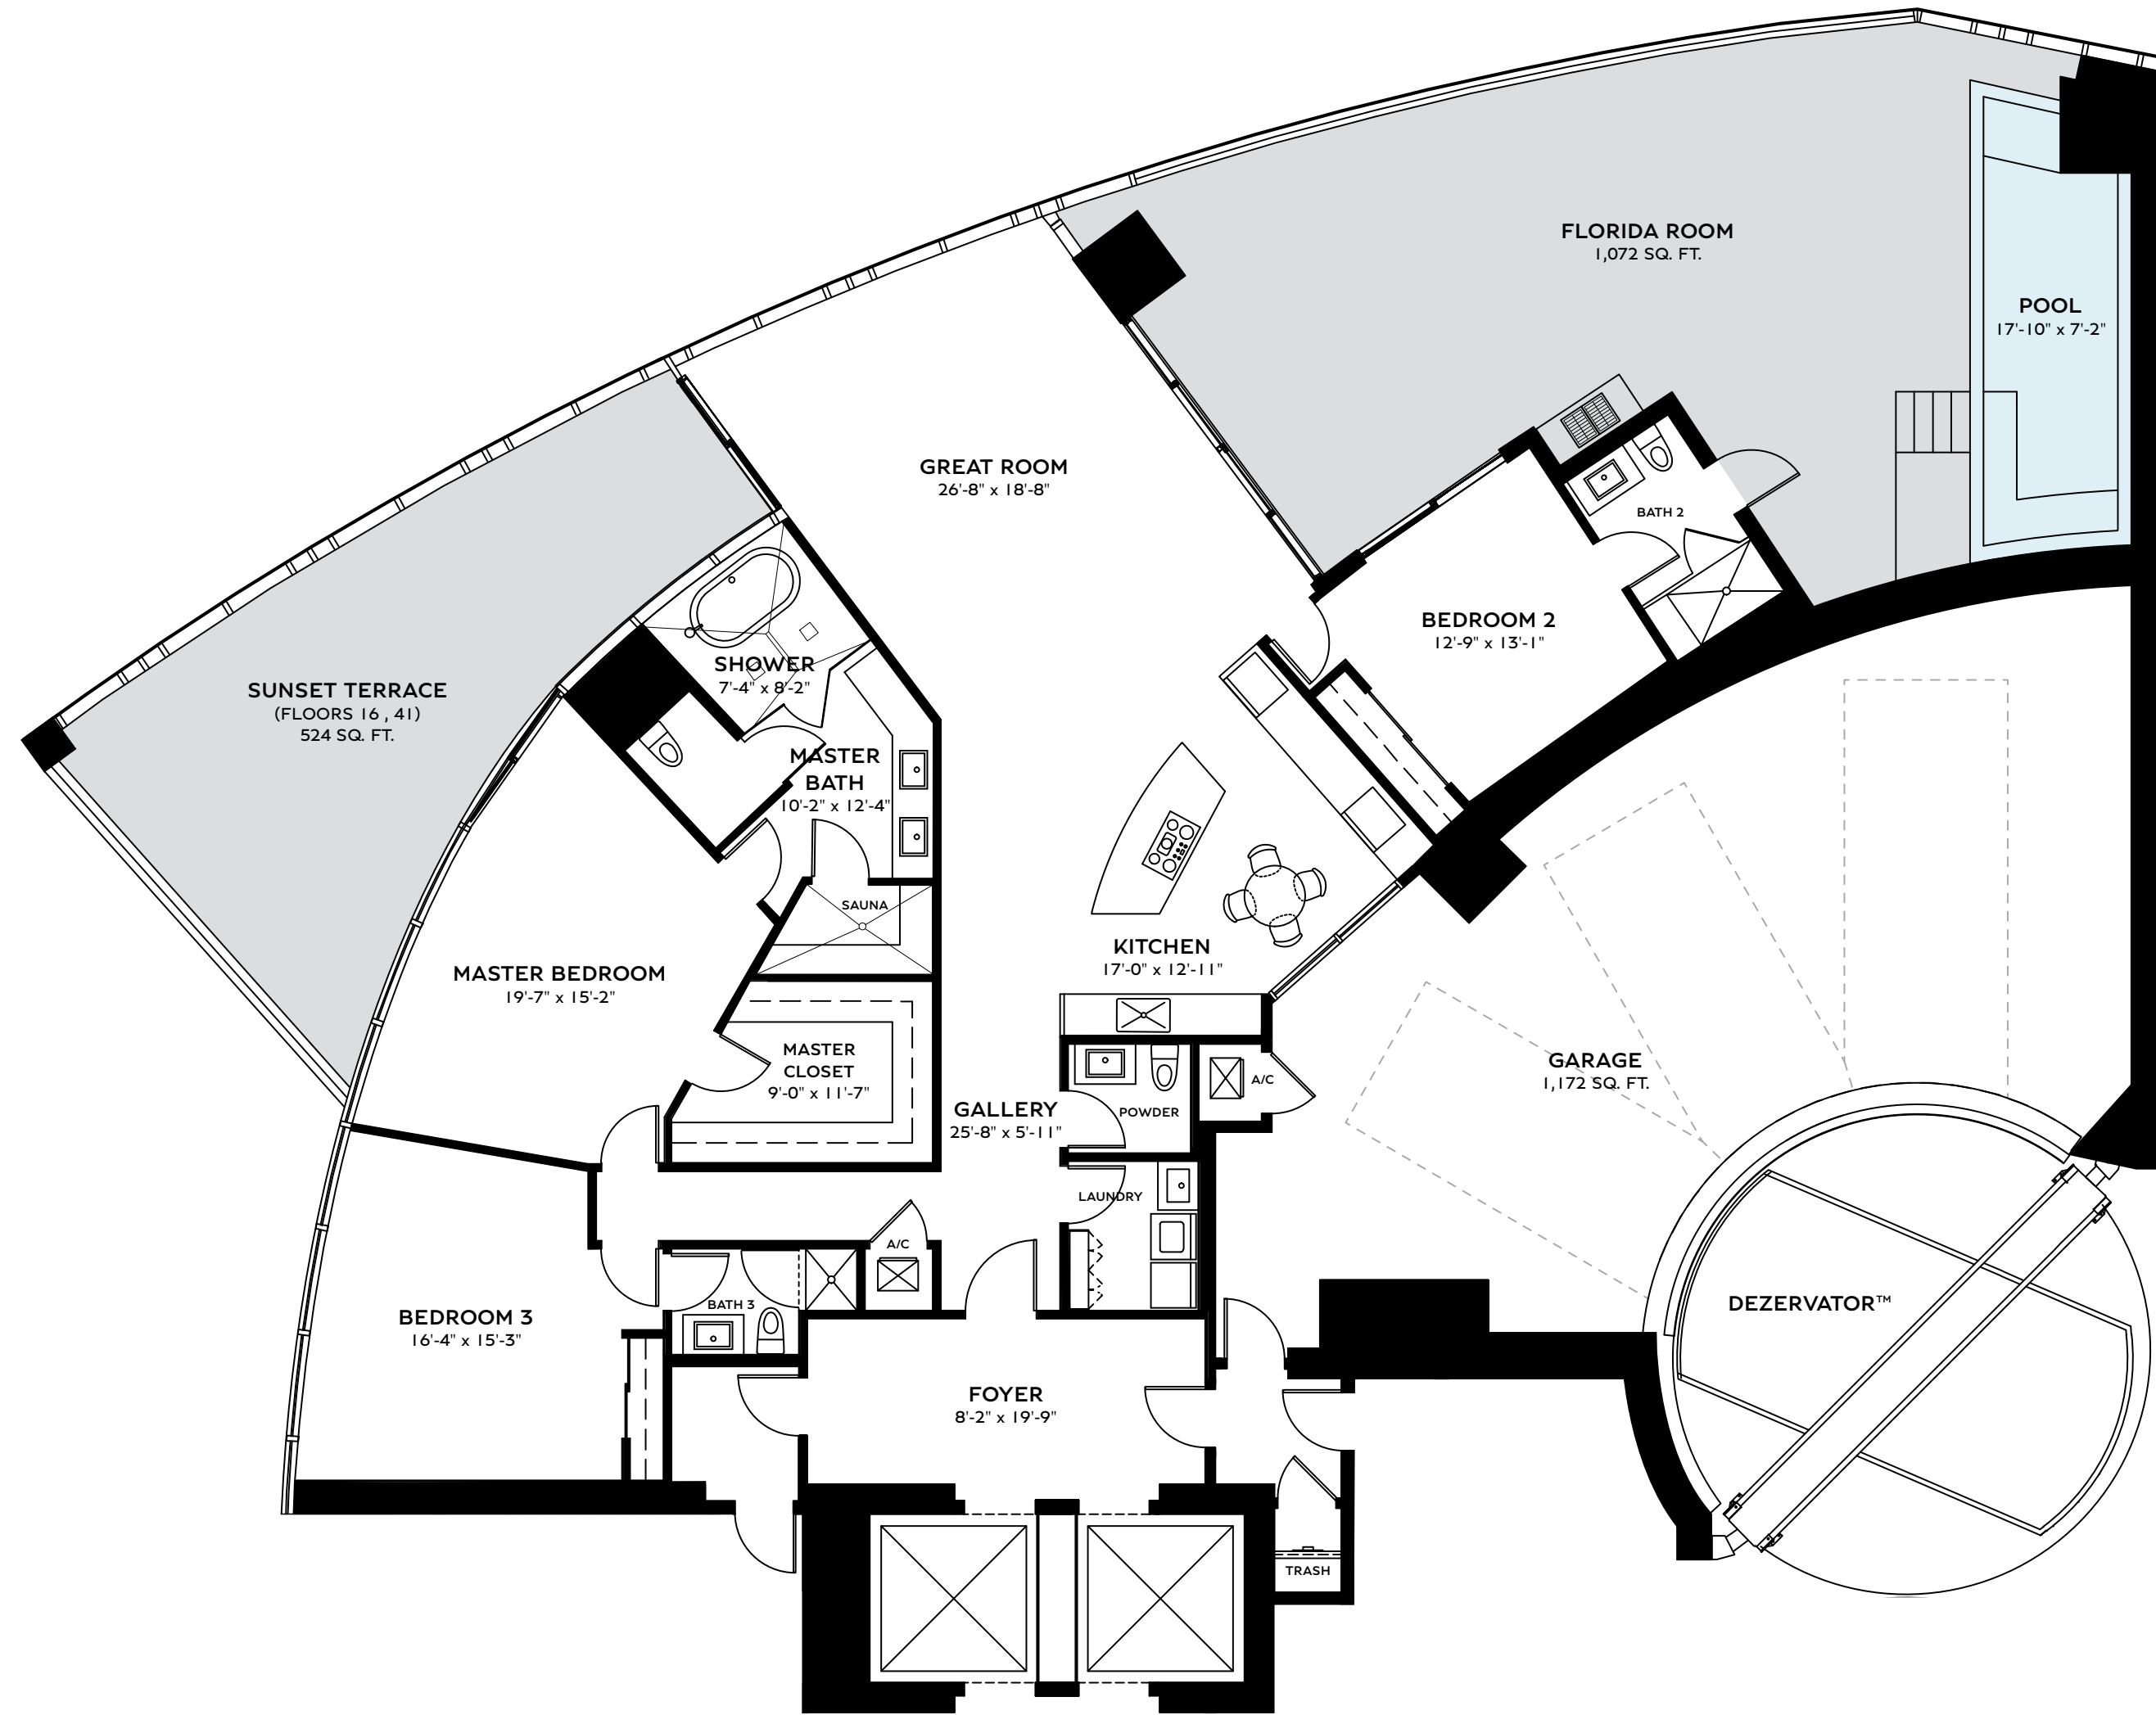 FLORIDA ROOM
1,072 SQ. FT.
POOL
17'-10" x 7'-2"
GREAT ROOM
26'-8" x 18'-8"
BATH 2
BEDROOM 2
12'-9" x 13'-1"
SHOWER
7'-4" x 8'-2"
SUNSET TERRACE
(FLOORS 16 , 41)
524 SQ. FT.
MASTER
BATH
10'-2" x 12'-4"
SAUNA
KITCHEN
17'-0" x 12'-11"
MASTER BEDROOM
19'-7" x 15'-2"
MASTER
CLOSET
9'-0" x 11'-7"
GARAGE
1,172 SQ. FT.
A/C
GALLERY
25'-8" x 5'-11"
POWDER
LAUNDRY
A/C
BATH 3
DEZERVATOR™
BEDROOM 3
16'-4" x 15'-3"
FOYER
8'-2" x 19'-9"
TRASH